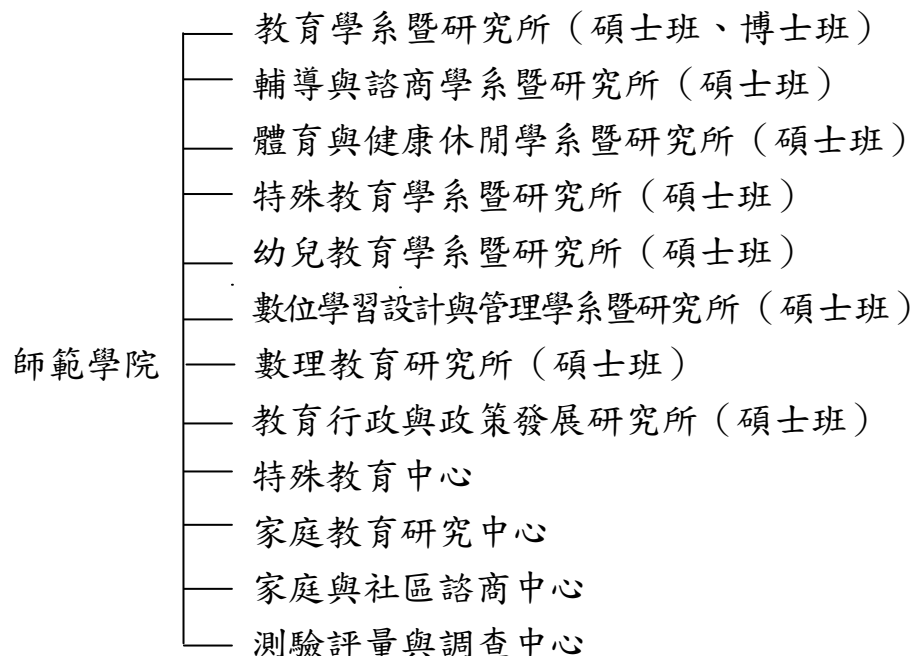 教育學系暨研究所（碩士班、博士班）
輔導與諮商學系暨研究所（碩士班）
體育與健康休閒學系暨研究所（碩士班）
特殊教育學系暨研究所（碩士班）
幼兒教育學系暨研究所（碩士班）
數位學習設計與管理學系暨研究所（碩士班）
師範學院
數理教育研究所（碩士班）
教育行政與政策發展研究所（碩士班）
特殊教育中心
家庭教育研究中心
家庭與社區諮商中心
測驗評量與調查中心